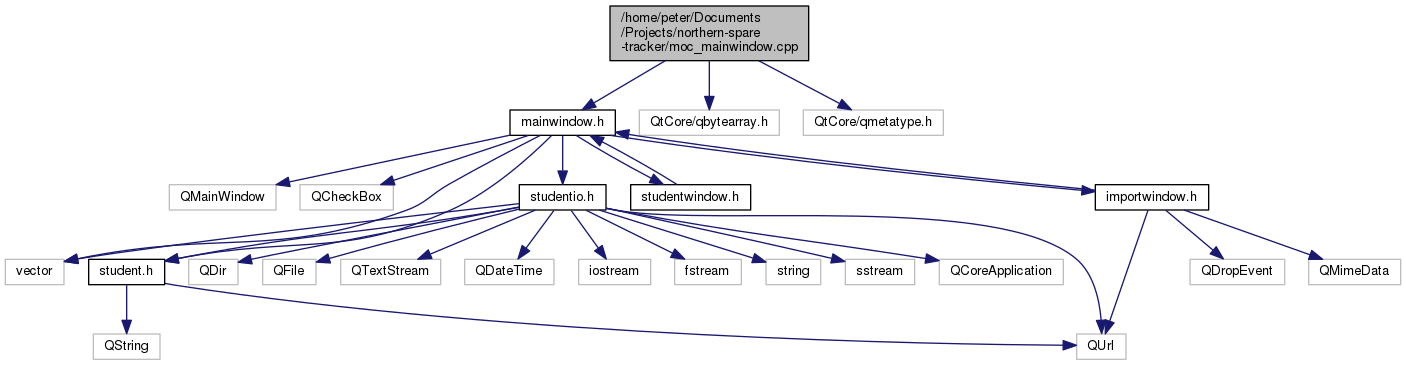 /home/peter/Documents
/Projects/northern-spare
-tracker/moc_mainwindow.cpp
mainwindow.h
QtCore/qbytearray.h
QtCore/qmetatype.h
QMainWindow
QCheckBox
studentio.h
studentwindow.h
importwindow.h
vector
student.h
QDir
QFile
QTextStream
QDateTime
iostream
fstream
string
sstream
QCoreApplication
QDropEvent
QMimeData
QString
QUrl